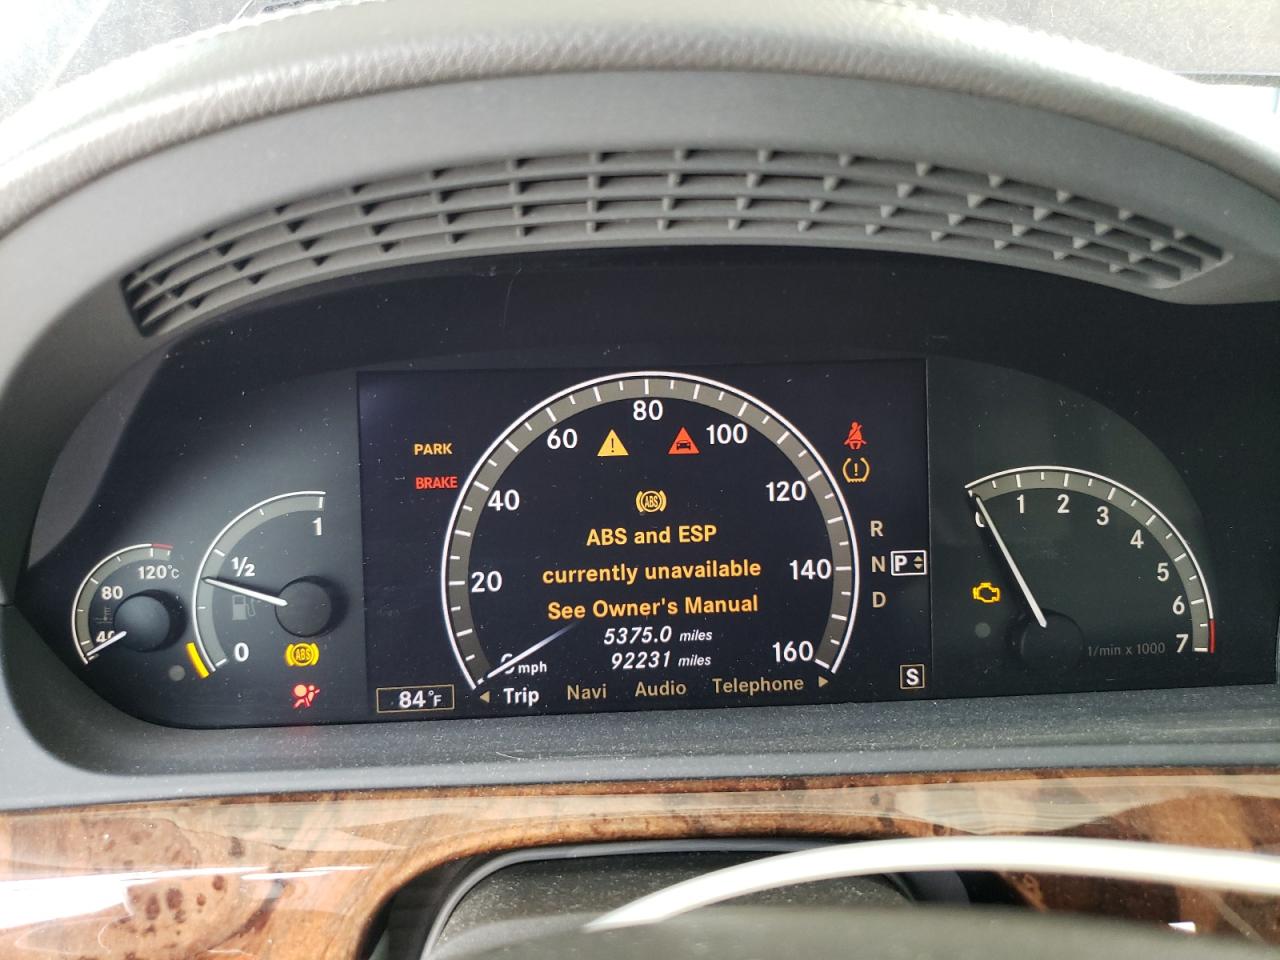 PARK
BRAKE
80
60
100
40
120
20
140
160
ABS
ABS and ESP
currently unavailable
See Owner's Manual
5375.0 miles
92231 miles
mph
Trip Navi Audio Telephone
84°F
R
N P
D
S
1
1/2
0
120°C
80
40
ABS
0
1
2
3
4
5
6
7
1/min x 1000